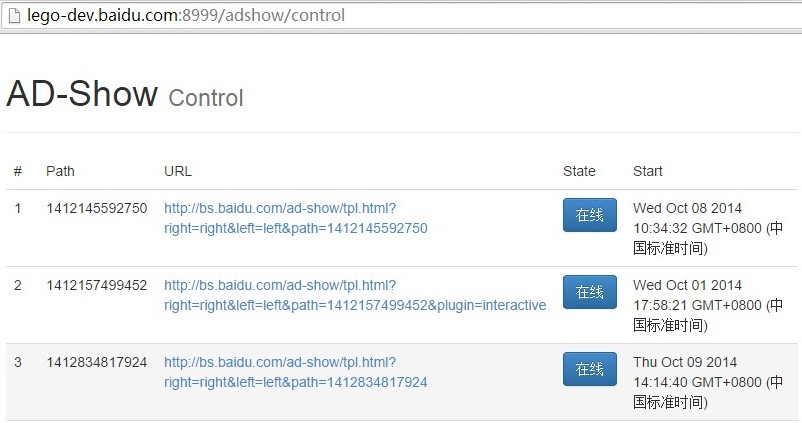 lego-dev.baidu.com:8999/adshow/control
AD-Show Control
# Path URL State Start
1 1412145592750 http://bs.baidu.com/ad-show/tpl.html? 在线 Wed Oct 08 2014
right=right&left=left&path=1412145592750 10:34:32 GMT+0800 (中
国标准时间)
2 1412157499452 http://bs.baidu.com/ad-show/tpl.html? 在线 Wed Oct 01 2014
right=right&left=left&path=1412157499452&plugin=interactive 17:58:21 GMT+0800 (中
国标准时间)
3 1412834817924 http://bs.baidu.com/ad-show/tpl.html? 在线 Thu Oct 09 2014
right=right&left=left&path=1412834817924 14:14:40 GMT+0800 (中
国标准时间)